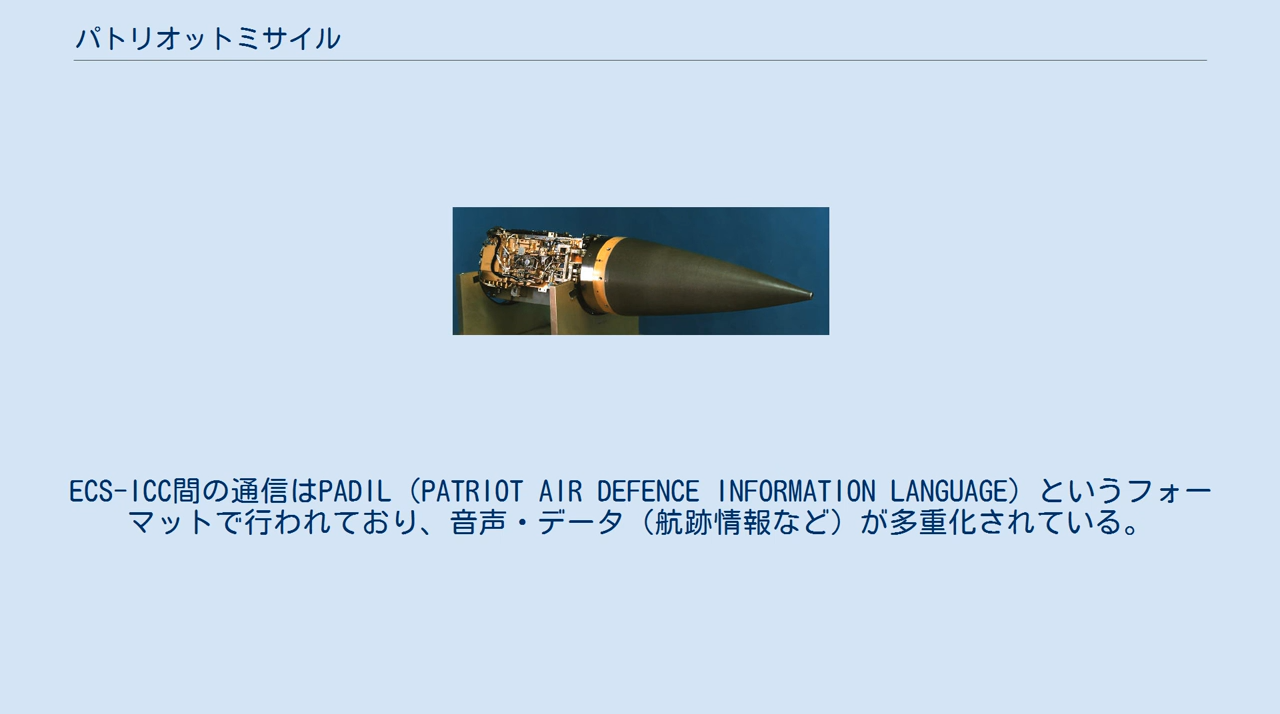 パトリオットミサイル
ECS-ICC間の通信はPADIL（PATRIOT AIR DEFENCE INFORMATION LANGUAGE）というフォー
マットで行われており、音声・データ（航跡情報など）が多重化されている。